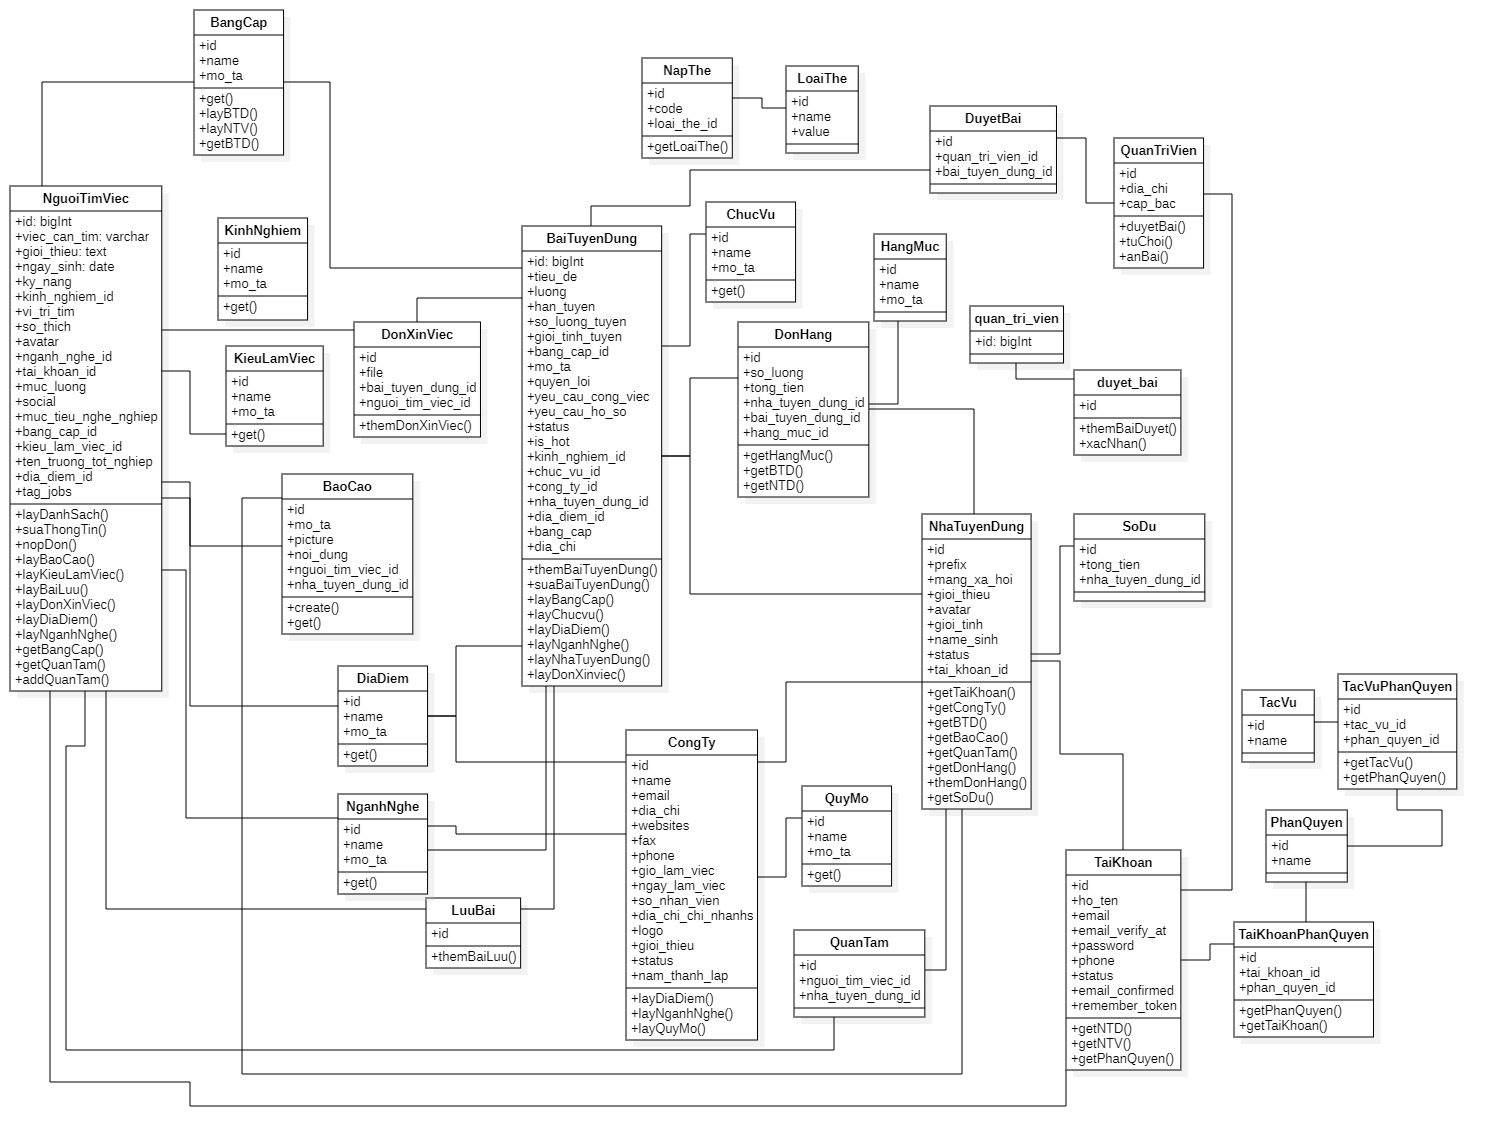 BangCap
+id
+name
+mo_ta
+get()
+layBTD()
+layNTV()
+getBTD()
NapThe
+id
+code
+loai_the_id
+getLoaiThe()
LoaiThe
+id
+name
+value
DuyetBai
+id
+quan_tri_vien_id
+bai_tuyen_dung_id
QuanTriVien
+id
+dia_chi
+cap_bac
+duyetBai()
+tuChoi()
+anBai()
NguoiTimViec
+id: bigInt
+viec_can_tim: varchar
+gioi_thieu: text
+ngay_sinh: date
+ky_nang
+kinh_nghiem_id
+vi_tri_tim
+so_thich
+avatar
+nganh_nghe_id
+tai_khoan_id
+muc_luong
+social
+muc_tieu_nghe_nghiep
+bang_cap_id
+kieu_lam_viec_id
+ten_truong_tot_nghiep
+dia_diem_id
+tag_jobs
+layDanhSach()
+suaThongTin()
+nopDon()
+layBaoCao()
+layKieuLamViec()
+layBaiLuu()
+layDonXinViec()
+layDiaDiem()
+layNganhNghe()
+getBangCap()
+getQuanTam()
+addQuanTam()
KinhNghiem
+id
+name
+mo_ta
+get()
KieuLamViec
+id
+name
+mo_ta
+get()
DonXinViec
+id
+file
+bai_tuyen_dung_id
+nguoi_tim_viec_id
+themDonXinViec()
BaiTuyenDung
+id: bigInt
+tieu_de
+luong
+han_tuyen
+so_luong_tuyen
+gioi_tinh_tuyen
+bang_cap_id
+mo_ta
+quyen_loi
+yeu_cau_cong_viec
+yeu_cau_ho_so
+status
+is_hot
+kinh_nghiem_id
+chuc_vu_id
+cong_ty_id
+nha_tuyen_dung_id
+dia_diem_id
+bang_cap
+dia_chi
+themBaiTuyenDung()
+suaBaiTuyenDung()
+layBangCap()
+layChucvu()
+layDiaDiem()
+layNganhNghe()
+layNhaTuyenDung()
+layDonXinviec()
ChucVu
+id
+name
+mo_ta
+get()
HangMuc
+id
+name
+mo_ta
DonHang
+id
+so_luong
+tong_tien
+nha_tuyen_dung_id
+bai_tuyen_dung_id
+hang_muc_id
+getHangMuc()
+getBTD()
+getNTD()
quan_tri_vien
+id: bigInt
duyet_bai
+id
+themBaiDuyet()
+xacNhan()
BaoCao
+id
+mo_ta
+picture
+noi_dung
+nguoi_tim_viec_id
+nha_tuyen_dung_id
+create()
+get()
NhaTuyenDung
+id
+prefix
+mang_xa_hoi
+gioi_thieu
+avatar
+gioi_tinh
+name_sinh
+status
+tai_khoan_id
+getTaiKhoan()
+getCongTy()
+getBTD()
+getBaoCao()
+getQuanTam()
+getDonHang()
+themDonHang()
+getSoDu()
SoDu
+id
+tong_tien
+nha_tuyen_dung_id
DiaDiem
+id
+name
+mo_ta
+get()
NganhNghe
+id
+name
+mo_ta
+get()
LuuBai
+id
+themBaiLuu()
CongTy
+id
+name
+email
+dia_chi
+websites
+fax
+phone
+gio_lam_viec
+ngay_lam_viec
+so_nhan_vien
+dia_chi_chi_nhanhs
+logo
+gioi_thieu
+status
+nam_thanh_lap
+layDiaDiem()
+layNganhNghe()
+layQuyMo()
QuyMo
+id
+name
+mo_ta
+get()
QuanTam
+id
+nguoi_tim_viec_id
+nha_tuyen_dung_id
TacVu
+id
+name
TacVuPhanQuyen
+id
+tac_vu_id
+phan_quyen_id
+getTacVu()
+getPhanQuyen()
PhanQuyen
+id
+name
TaiKhoan
+id
+ho_ten
+email
+email_verify_at
+password
+phone
+status
+email_confirmed
+remember_token
+getNTD()
+getNTV()
+getPhanQuyen()
TaiKhoanPhanQuyen
+id
+tai_khoan_id
+phan_quyen_id
+getPhanQuyen()
+getTaiKhoan()